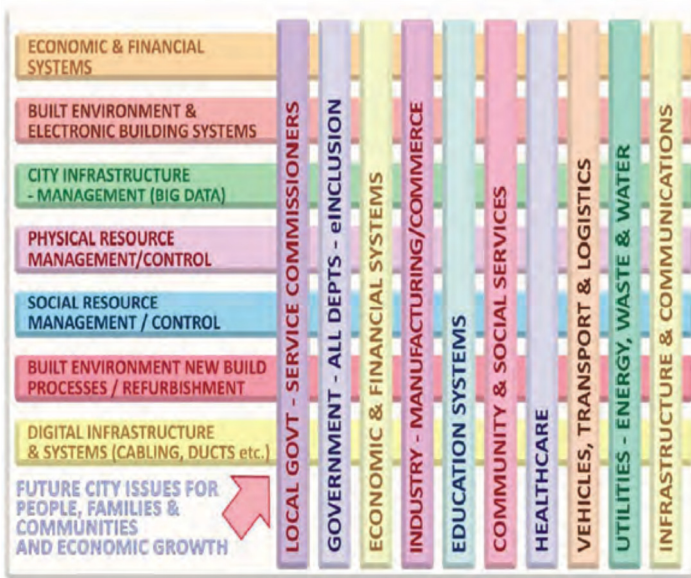 ECONOMIC & FINANCIAL
SYSTEMS
BUILT ENVIRONMENT &
ELECTRONIC BUILDING SYSTEMS
CITY INFRASTRUCTURE
- MANAGEMENT (BIG DATA)
PHYSICAL RESOURCE
MANAGEMENT/CONTROL
SOCIAL RESOURCE
MANAGEMENT / CONTROL
BUILT ENVIRONMENT NEW BUILD
PROCESSES / REFURBISHMENT
DIGITAL INFRASTRUCTURE
& SYSTEMS (CABLING, DUCTS etc.)
FUTURE CITY ISSUES FOR
PEOPLE, FAMILIES &
COMMUNITIES
AND ECONOMIC GROWTH
LOCAL GOVT - SERVICE COMMISSIONERS
GOVERNMENT - ALL DEPTS - eINCLUSION
ECONOMIC & FINANCIAL SYSTEMS
INDUSTRY - MANUFACTURING/COMMERCE
EDUCATION SYSTEMS
COMMUNITY & SOCIAL SERVICES
HEALTHCARE
VEHICLES, TRANSPORT & LOGISTICS
UTILITIES - ENERGY, WASTE & WATER
INFRASTRUCTURE & COMMUNICATIONS